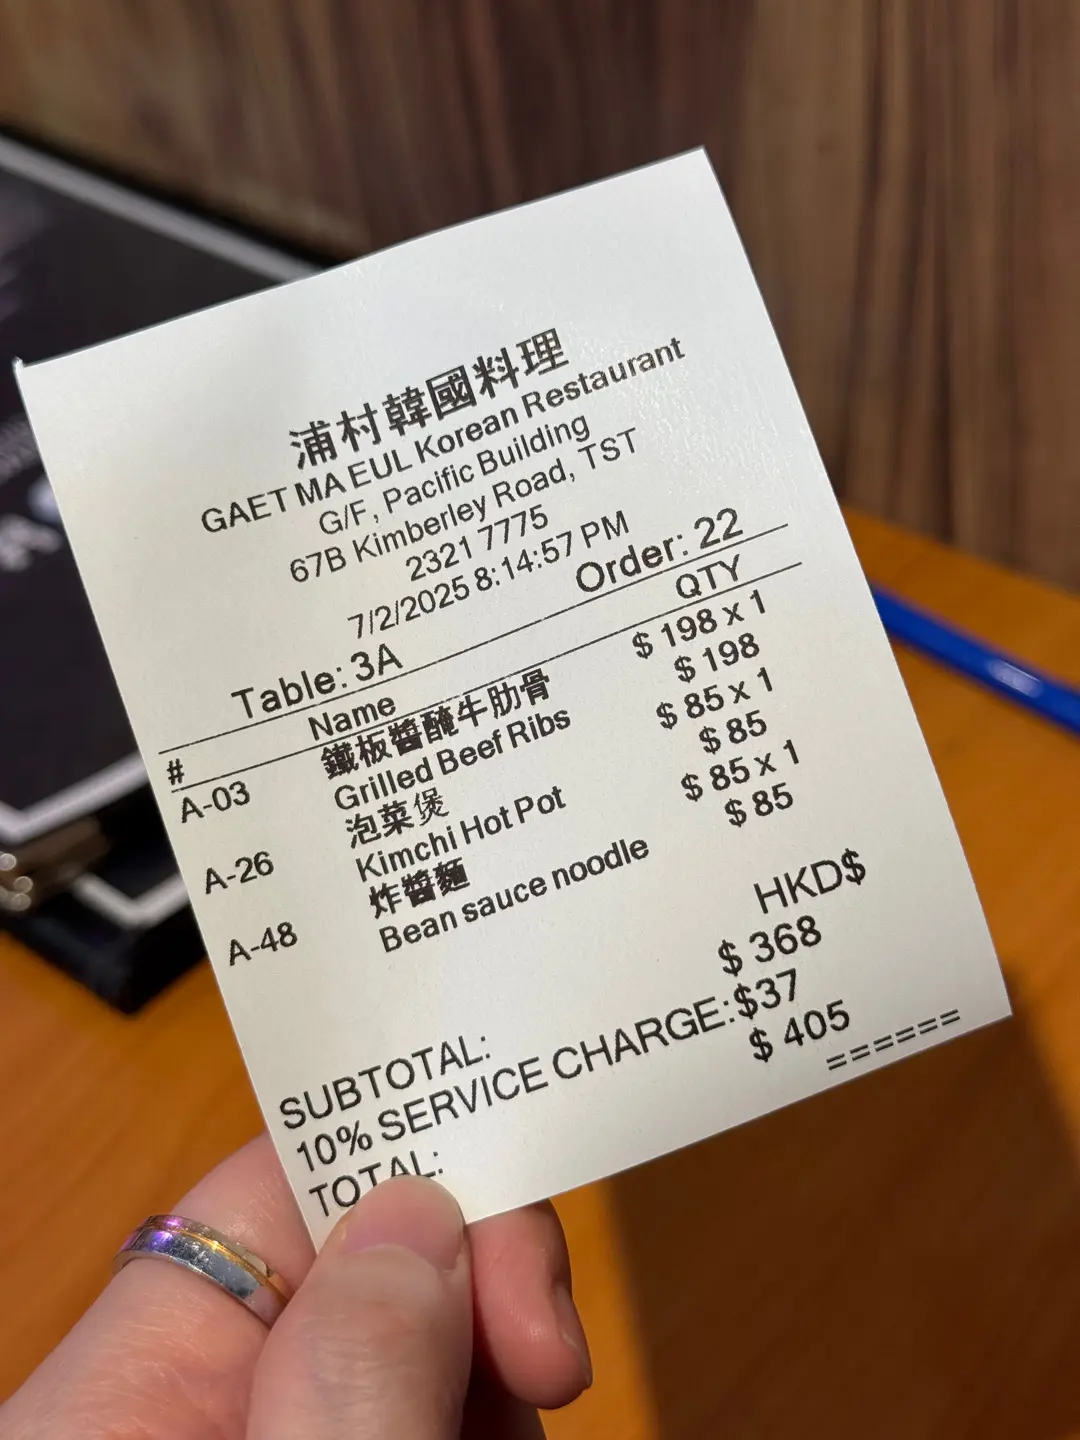 浦村韓國料理
GAET MA EUL Korean Restaurant
G/F, Pacific Building
67B Kimberley Road, TST
2321 7775
7/2/2025 8:14:57 PM
Table: 3A Order: 22
# Name QTY
A-03 鐵板醬醃牛肋骨 $ 198 x 1
Grilled Beef Ribs $ 198
A-26 泡菜煲 $ 85 x 1
Kimchi Hot Pot $ 85
A-48 炸醬麵 $ 85 x 1
Bean sauce noodle $ 85
HKD$
SUBTOTAL: $ 368
10% SERVICE CHARGE:$37
TOTAL: $ 405
======